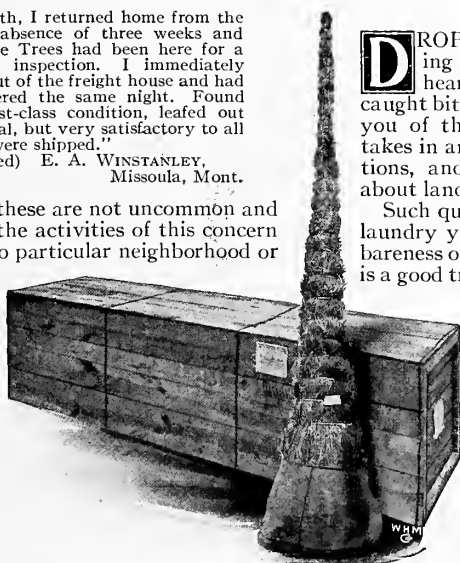 th, I returned home from the
absence of three weeks and
e Trees had been here for a
inspection. I immediately
ut of the freight house and had
ered the same night. Found
st-class condition, leafed out
al, but very satisfactory to all
were shipped."
ed) E. A. WINSTANLEY,
Missoula, Mont.
these are not uncommon and
the activities of this concern
o particular neighborhood or
DROP
ing
hear
caught bit
you of th
takes in ar
tions, and
about land
Such qu
laundry y
bareness o
is a good tr
WHM